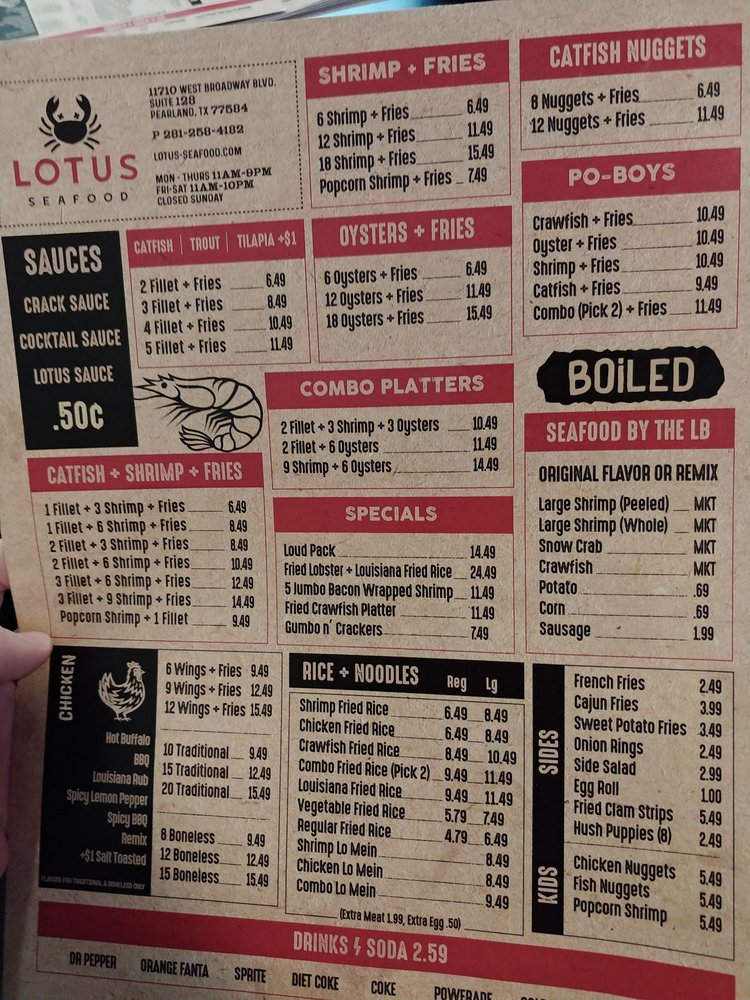 LOTUS
SEAFOOD
11710 WEST BROADWAY BLVD.
SUITE 128
PEARLAND, TX 77584
P 281-258-4182
LOTUS-SEAFOOD.COM
MON - THURS 11AM-9PM
FRI-SAT 11AM-10PM
CLOSED SUNDAY
SHRIMP + FRIES
6 Shrimp + Fries 6.49
12 Shrimp + Fries 11.49
18 Shrimp + Fries 15.49
Popcorn Shrimp + Fries 7.49
CATFISH NUGGETS
8 Nuggets + Fries 6.49
12 Nuggets + Fries 11.49
SAUCES
CRACK SAUCE
COCKTAIL SAUCE
LOTUS SAUCE
.50¢
CATFISH | TROUT | TILAPIA +$1
2 Fillet + Fries 6.49
3 Fillet + Fries 8.49
4 Fillet + Fries 10.49
5 Fillet + Fries 11.49
OYSTERS + FRIES
6 Oysters + Fries 6.49
12 Oysters + Fries 11.49
18 Oysters + Fries 15.49
PO-BOYS
Crawfish + Fries 10.49
Oyster + Fries 10.49
Shrimp + Fries 10.49
Catfish + Fries 9.49
Combo (Pick 2) + Fries 11.49
COMBO PLATTERS
2 Fillet + 3 Shrimp + 3 Oysters 10.49
2 Fillet + 6 Oysters 11.49
9 Shrimp + 6 Oysters 14.49
BOiLED
SEAFOOD BY THE LB
ORIGINAL FLAVOR OR REMIX
Large Shrimp (Peeled) MKT
Large Shrimp (Whole) MKT
Snow Crab MKT
Crawfish MKT
Potato .69
Corn .69
Sausage 1.99
CATFISH + SHRIMP + FRIES
1 Fillet + 3 Shrimp + Fries 6.49
1 Fillet + 6 Shrimp + Fries 8.49
2 Fillet + 3 Shrimp + Fries 8.49
2 Fillet + 6 Shrimp + Fries 10.49
3 Fillet + 6 Shrimp + Fries 12.49
3 Fillet + 9 Shrimp + Fries 14.49
Popcorn Shrimp + 1 Fillet 9.49
SPECIALS
Loud Pack 14.49
Fried Lobster + Louisiana Fried Rice 24.49
5 Jumbo Bacon Wrapped Shrimp 11.49
Fried Crawfish Platter 11.49
Gumbo n' Crackers 7.49
CHICKEN
Hot Buffalo
BBQ
Louisiana Rub
Spicy Lemon Pepper
Spicy BBQ
Remix
+$1 Salt Toasted
FLAVORS FOR TRADITIONAL & BONELESS ONLY
6 Wings + Fries 9.49
9 Wings + Fries 12.49
12 Wings + Fries 15.49
10 Traditional 9.49
15 Traditional 12.49
20 Traditional 15.49
8 Boneless 9.49
12 Boneless 12.49
15 Boneless 15.49
RICE + NOODLES Reg Lg
Shrimp Fried Rice 6.49 8.49
Chicken Fried Rice 6.49 8.49
Crawfish Fried Rice 8.49 10.49
Combo Fried Rice (Pick 2) 9.49 11.49
Louisiana Fried Rice 9.49 11.49
Vegetable Fried Rice 5.79 7.49
Regular Fried Rice 4.79 6.49
Shrimp Lo Mein 8.49
Chicken Lo Mein 8.49
Combo Lo Mein 9.49
(Extra Meat 1.99, Extra Egg .50)
SIDES
French Fries 2.49
Cajun Fries 3.99
Sweet Potato Fries 3.49
Onion Rings 2.49
Side Salad 2.99
Egg Roll 1.00
Fried Clam Strips 5.49
Hush Puppies (8) 2.49
KIDS
Chicken Nuggets 5.49
Fish Nuggets 5.49
Popcorn Shrimp 5.49
DRINKS SODA 2.59
DR PEPPER ORANGE FANTA SPRITE DIET COKE COKE POWERADE